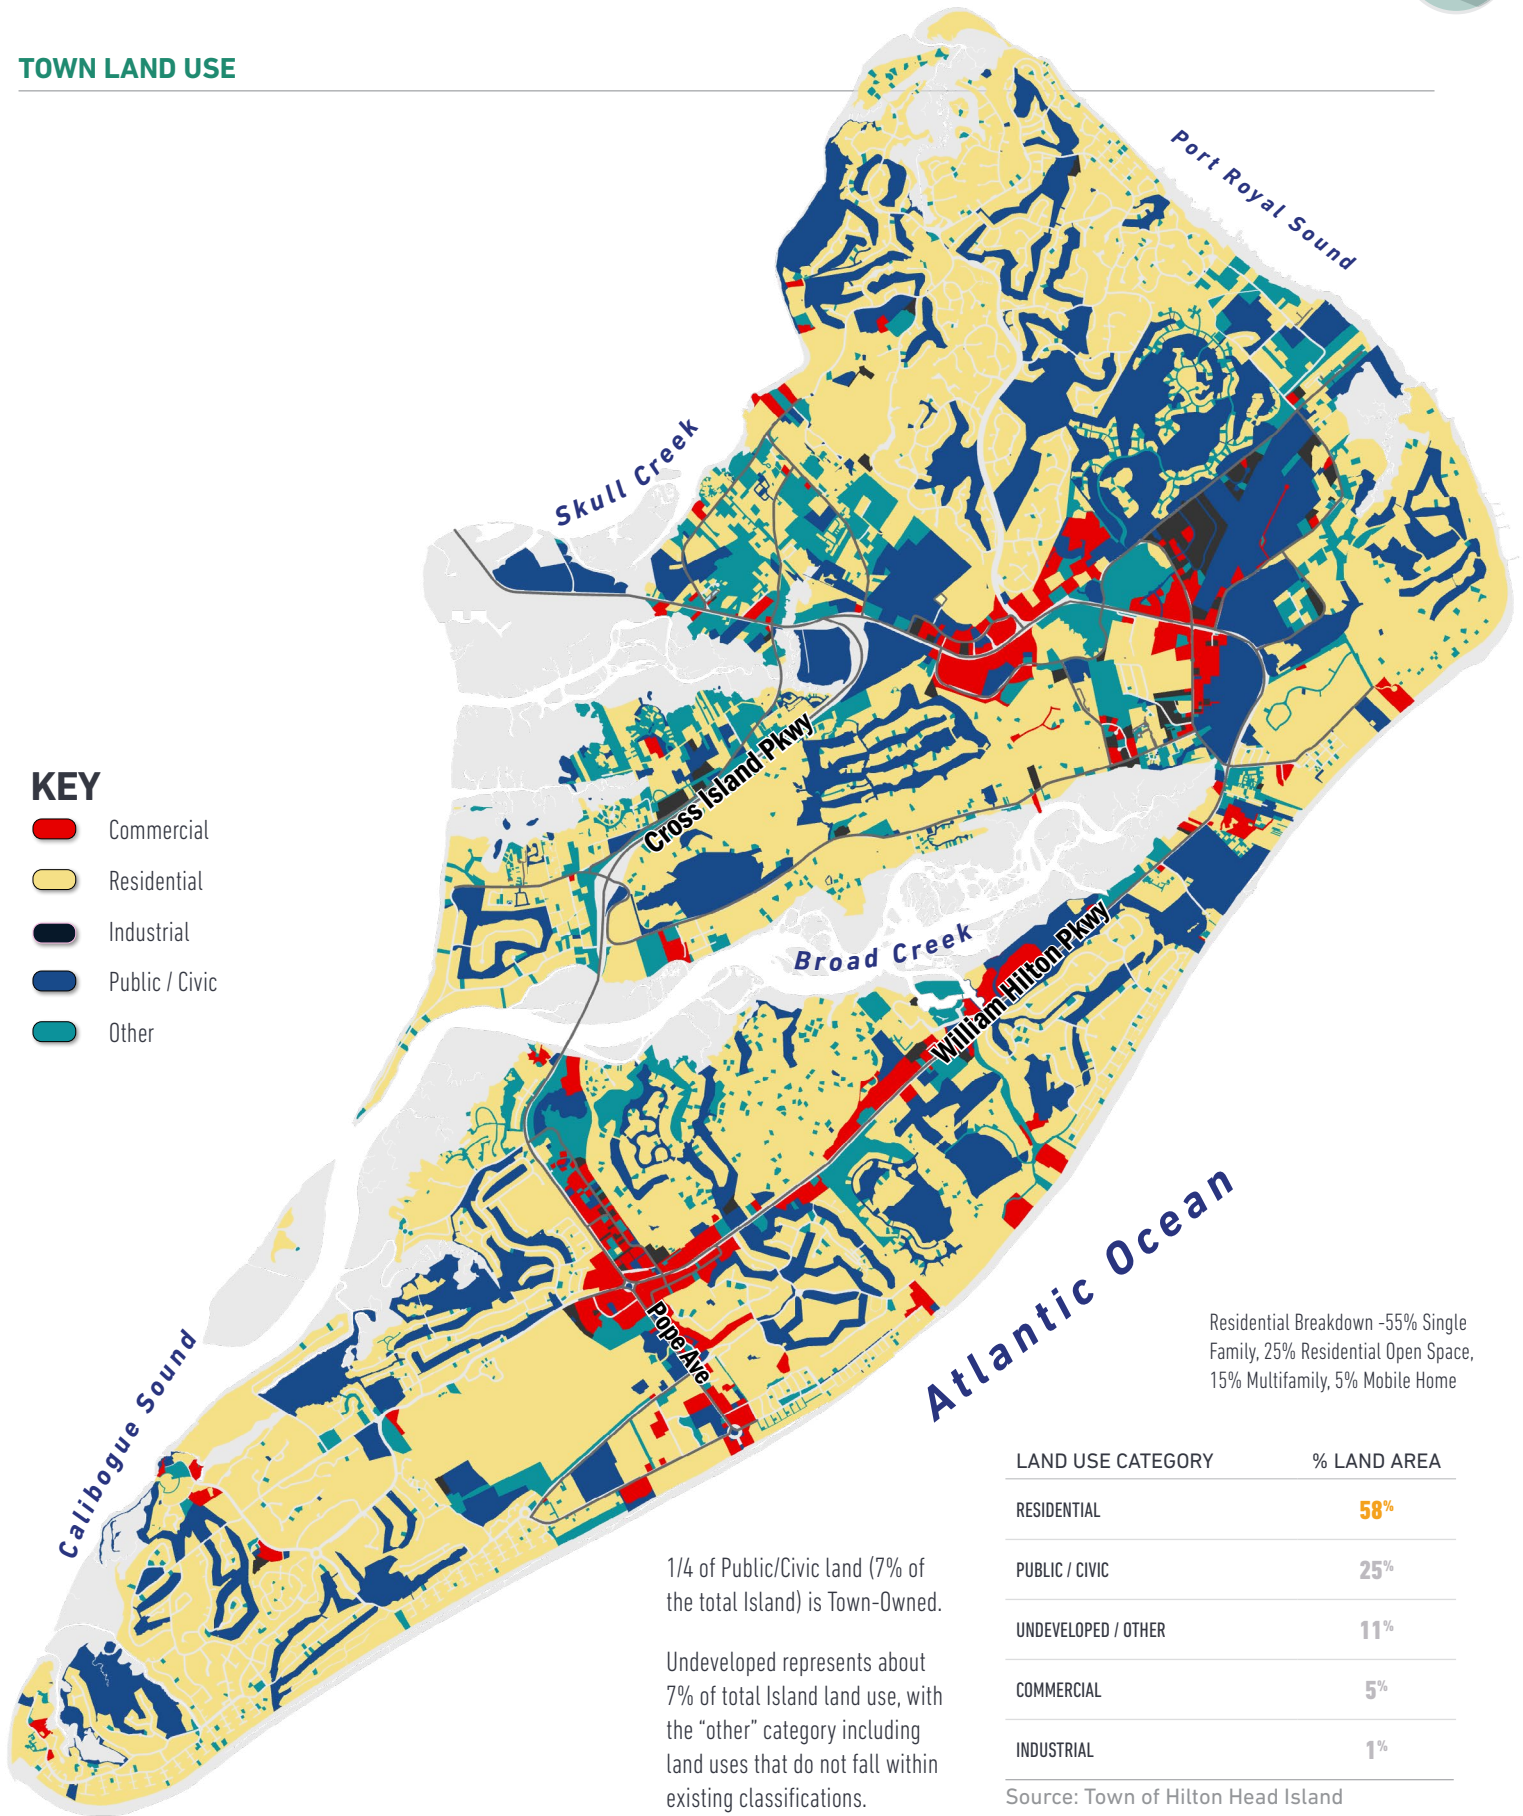 TOWN LAND USE
Port Royal Sound
Skull Creek
Cross Island Pkwy
KEY
Commercial
Residential
Industrial
Public / Civic
Other
Broad Creek
William Hilton Pkwy
Atlantic Ocean
Pope Ave
Calibogue Sound
Residential Breakdown -55% Single
Family, 25% Residential Open Space,
15% Multifamily, 5% Mobile Home
LAND USE CATEGORY % LAND AREA
RESIDENTIAL 58%
PUBLIC / CIVIC 25%
UNDEVELOPED / OTHER 11%
COMMERCIAL 5%
INDUSTRIAL 1%
Source: Town of Hilton Head Island
1/4 of Public/Civic land (7% of
the total Island) is Town-Owned.
Undeveloped represents about
7% of total Island land use, with
the “other” category including
land uses that do not fall within
existing classifications.